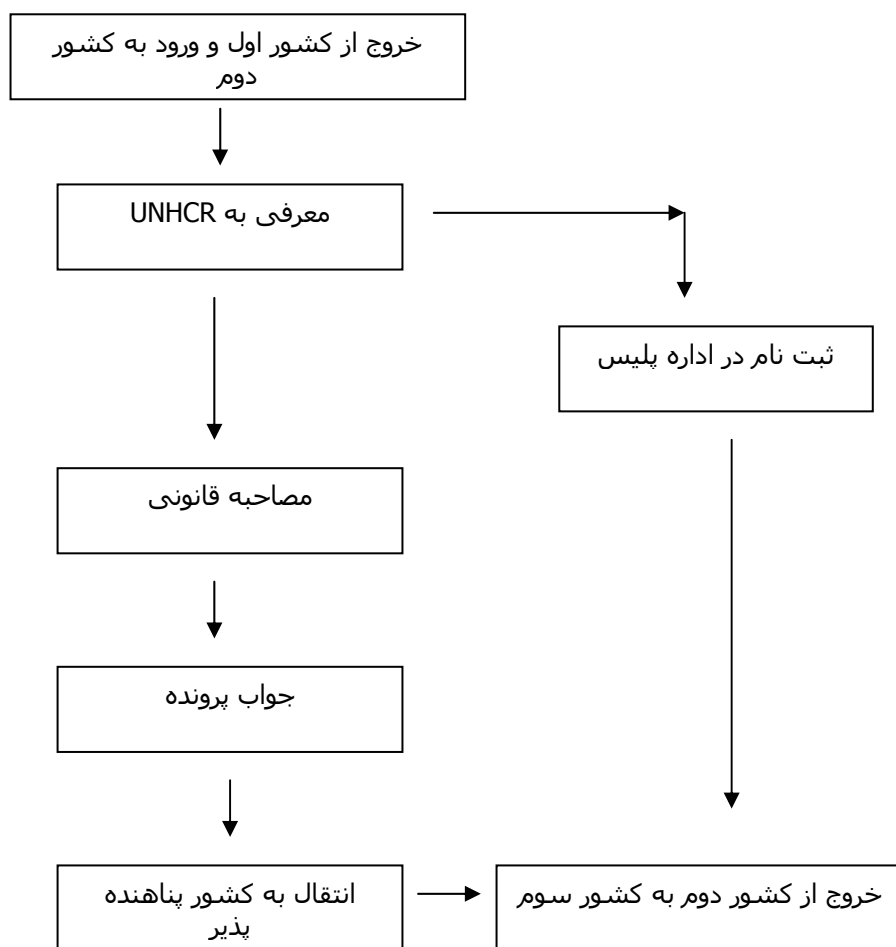 خروج از کشور اول و ورود به کشور
دوم
معرفی به UNHCR
ثبت نام در اداره پلیس
مصاحبه قانونی
جواب پرونده
انتقال به کشور پناهنده
پذیر
خروج از کشور دوم به کشور سوم